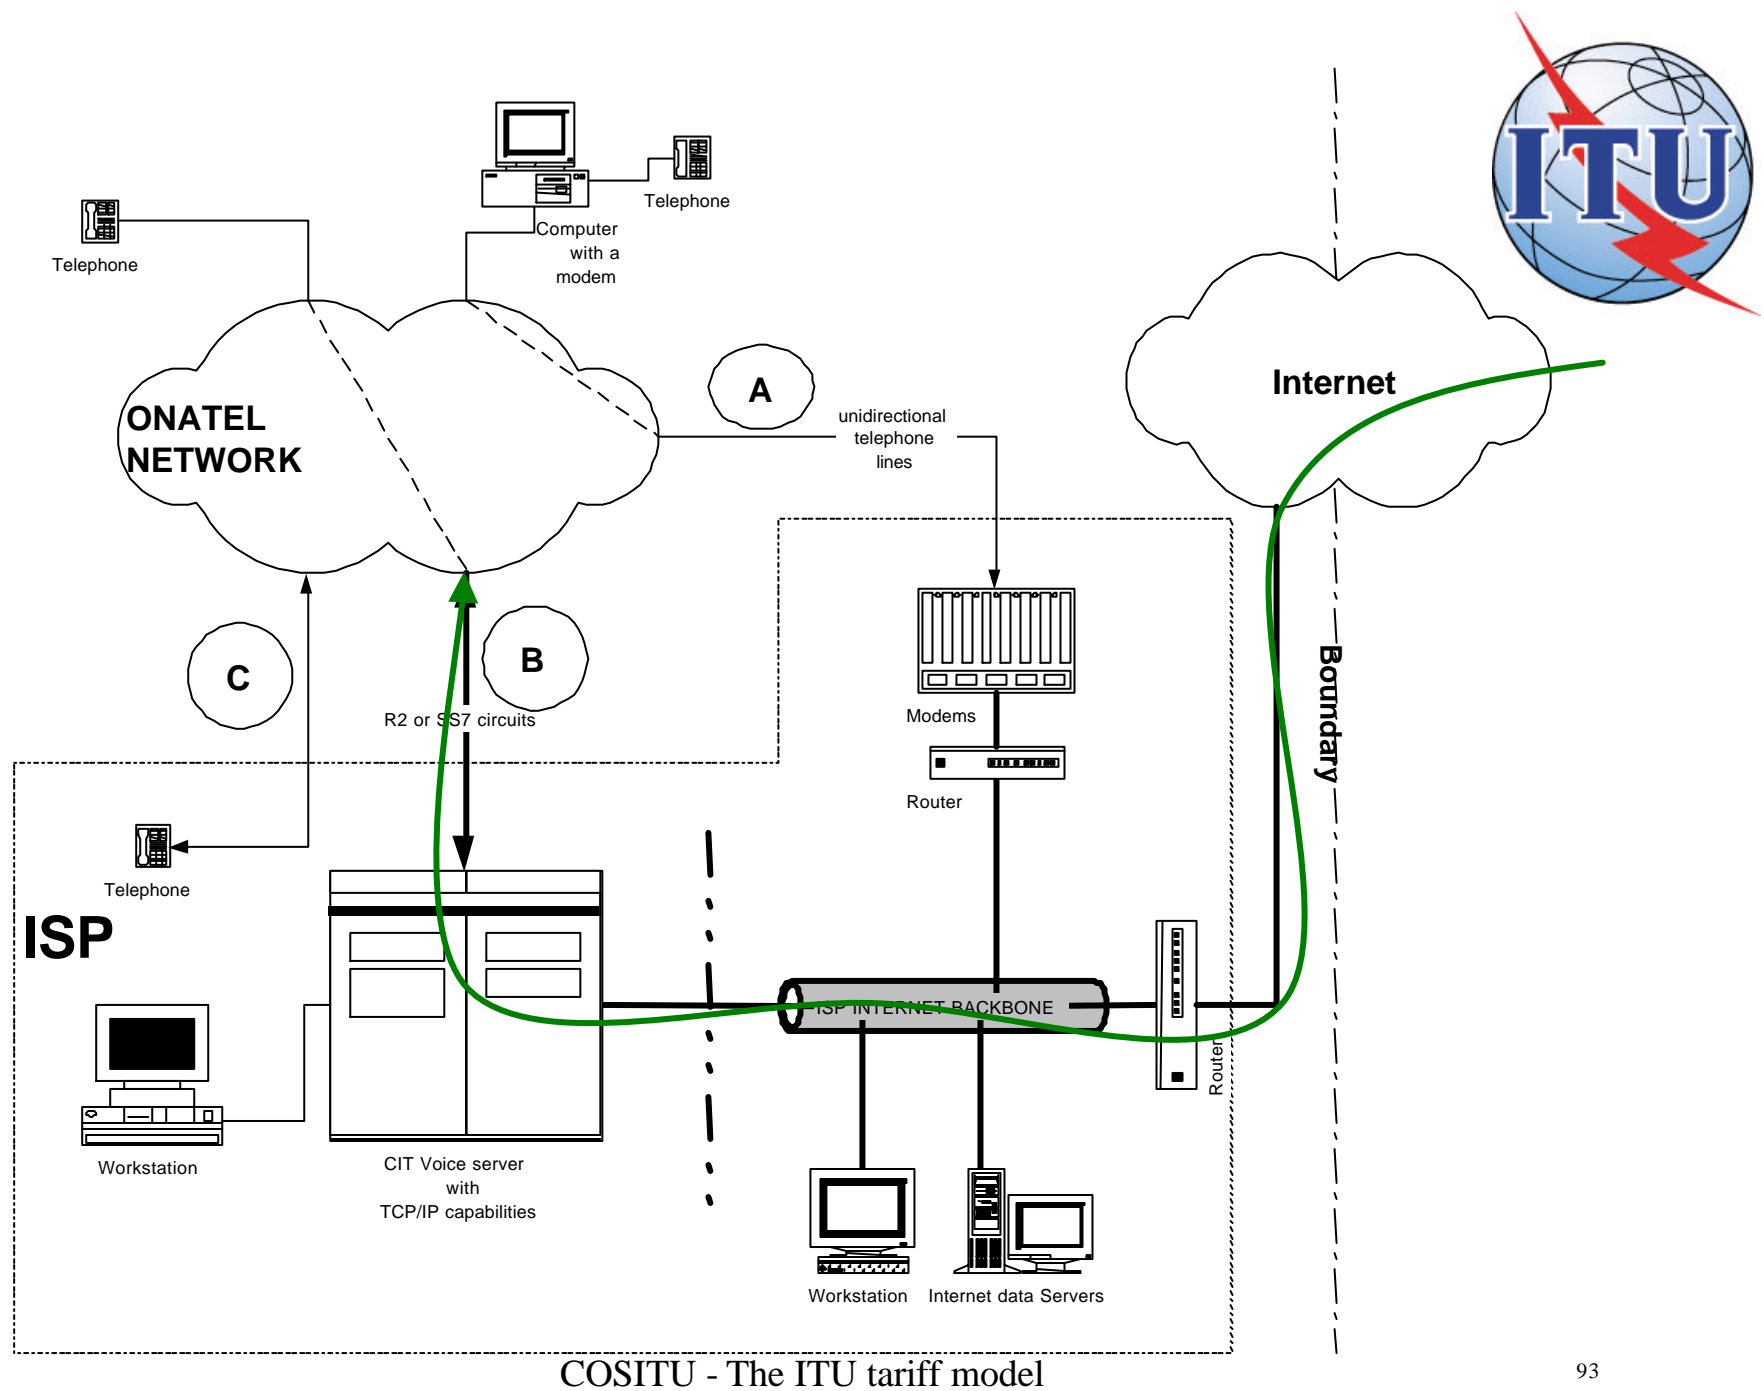 ITU
Telephone
Computer
with a
modem
Telephone
ONATEL
NETWORK
A
unidirectional
telephone
lines
Internet
C
B
R2 or SS7 circuits
Boundary
Modems
Router
Telephone
ISP
ISP INTERNET BACKBONE
Router
Workstation
CIT Voice server
with
TCP/IP capabilities
Workstation
Internet data Servers
COSITU - The ITU tariff model
93